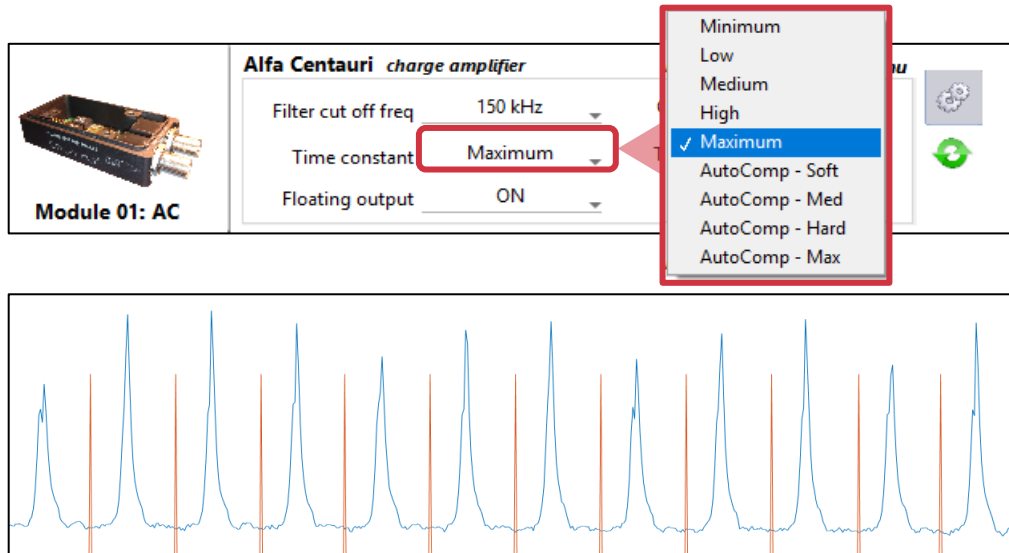 Alfa Centauri charge amplifier
Filter cut off freq 150 kHz
Time constant Maximum
Floating output ON
Module 01: AC
Minimum
Low
Medium
High
✓ Maximum
AutoComp - Soft
AutoComp - Med
AutoComp - Hard
AutoComp - Max